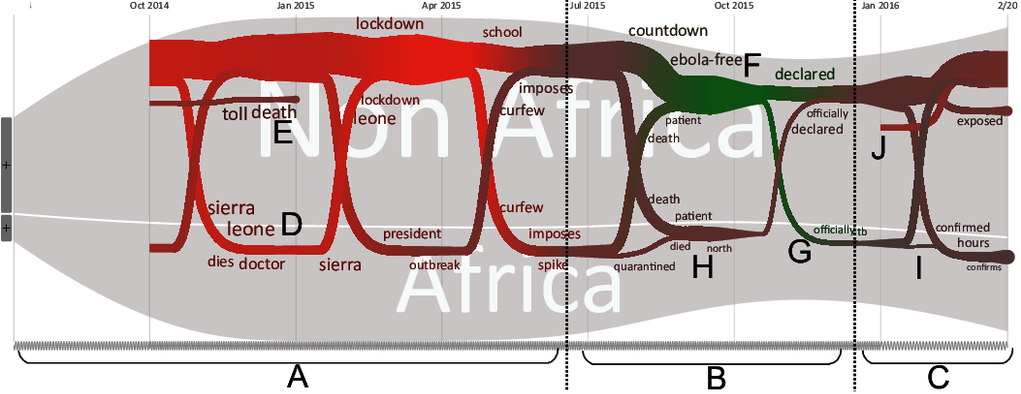 Oct 2014 Jan 2015 Apr 2015 Jul 2015 Oct 2015 Jan 2016 2/20
lockdown
school
countdown
ebola-free F
declared
imposes
lockdown
leone
curfew
toll death
E
patient
death
officially
declared
exposed
J
Non Africa
sierra
leone D
dies doctor
sierra
president
outbreak
curfew
imposes
spike
death
patient
died north
quarantined
H
G
officially tb
I
confirmed
hours
confirms
Africa
+
+
A
B
C